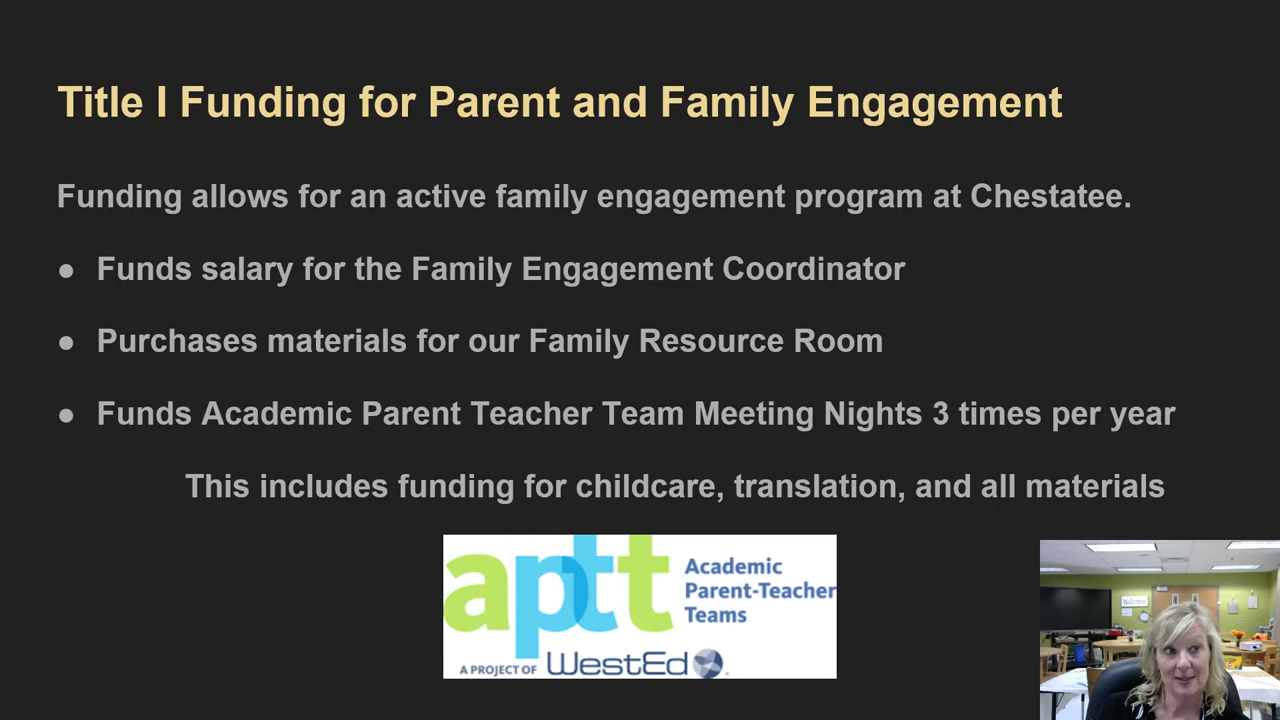 Title I Funding for Parent and Family Engagement
Funding allows for an active family engagement program at Chestatee.
● Funds salary for the Family Engagement Coordinator
● Purchases materials for our Family Resource Room
● Funds Academic Parent Teacher Team Meeting Nights 3 times per year
This includes funding for childcare, translation, and all materials
aptt
Academic
Parent-Teacher
Teams
A PROJECT OF WestEd
Welcome